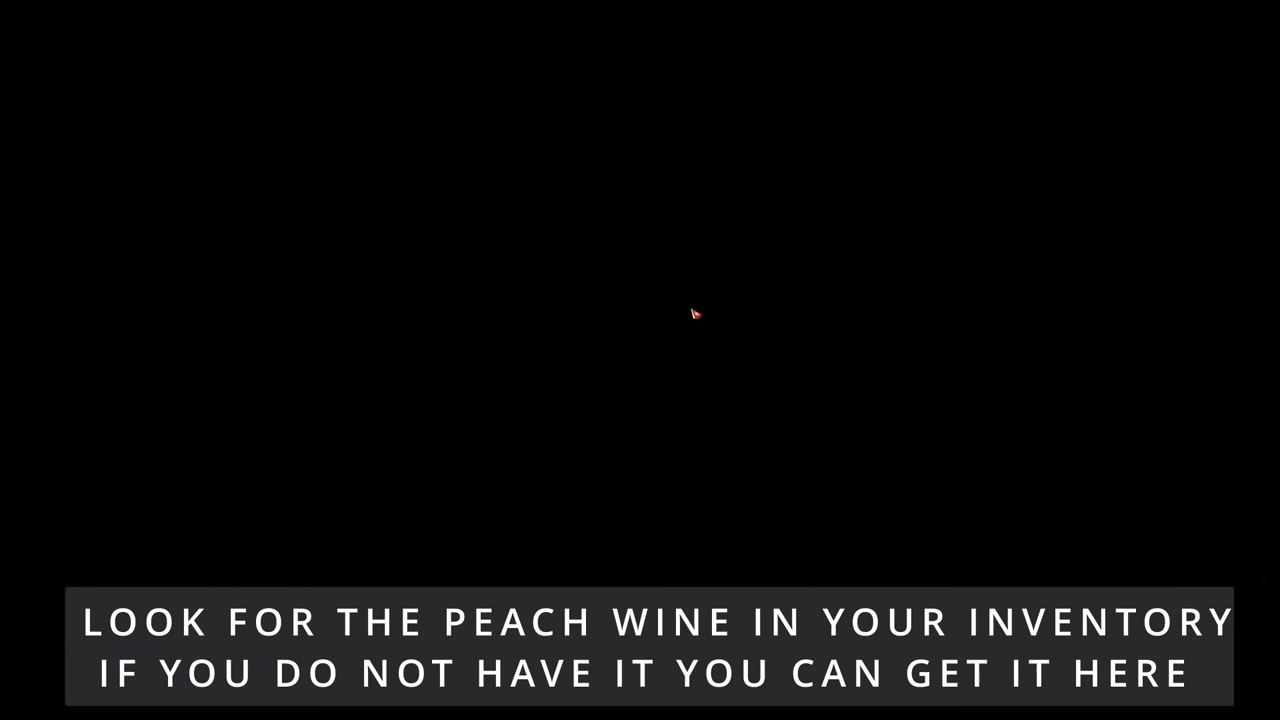 LOOK FOR THE PEACH WINE IN YOUR INVENTORY
IF YOU DO NOT HAVE IT YOU CAN GET IT HERE